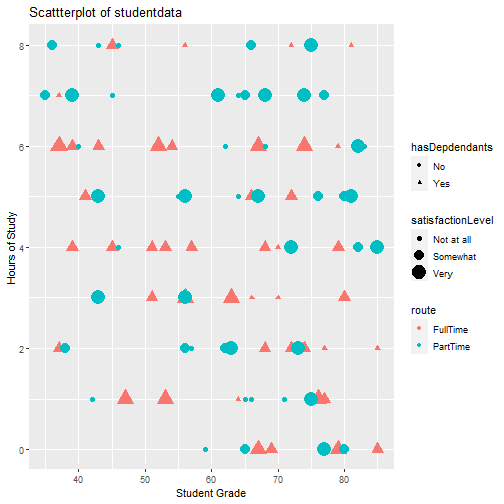 Scattterplot of studentdata
8
6
4
2
0
Hours of Study
40
50
60
70
80
Student Grade
hasDepdendants
No
Yes
satisfactionLevel
Not at all
Somewhat
Very
route
FullTime
PartTime